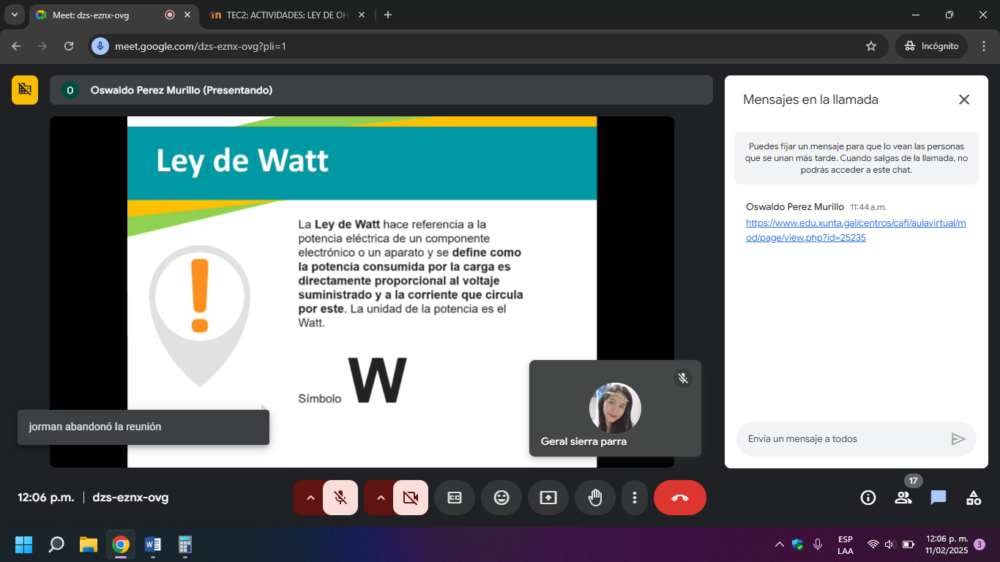 Meet: dzs-eznx-ovg
TEC2: ACTIVIDADES: LEY DE OH
meet.google.com/dzs-eznx-ovg?pli=1
Incógnito
O
Oswaldo Perez Murillo (Presentando)
Ley de Watt
La Ley de Watt hace referencia a la
potencia eléctrica de un componente
electrónico o un aparato y se define como
la potencia consumida por la carga es
directamente proporcional al voltaje
suministrado y a la corriente que circula
por este. La unidad de la potencia es el
Watt.
Símbolo W
jorman abandonó la reunión
Geral sierra parra
Mensajes en la llamada
Puedes fijar un mensaje para que lo vean las personas
que se unan más tarde. Cuando salgas de la llamada, no
podrás acceder a este chat.
Oswaldo Perez Murillo 11:44 a.m.
https://www.edu.xunta.gal/centros/cafi/aulavirtual/m
od/page/view.php?id=25235
Envía un mensaje a todos
12:06 p.m. | dzs-eznx-ovg
17
ESP
LAA
12:06 p. m.
11/02/2025
3